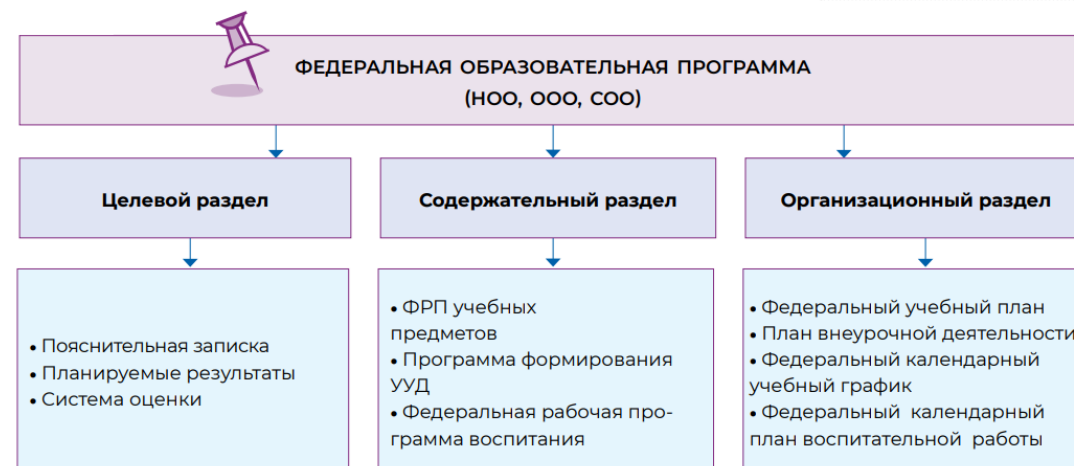 ФЕДЕРАЛЬНАЯ ОБРАЗОВАТЕЛЬНАЯ ПРОГРАММА
(НОО, ООО, СОО)
Целевой раздел
Содержательный раздел
Организационный раздел
• Пояснительная записка
• Планируемые результаты
• Система оценки
• ФРП учебных
предметов
• Программа формирования
УУД
• Федеральная рабочая про-
грамма воспитания
• Федеральный учебный план
• План внеурочной деятельности
• Федеральный календарный
учебный график
• Федеральный календарный
план воспитательной работы